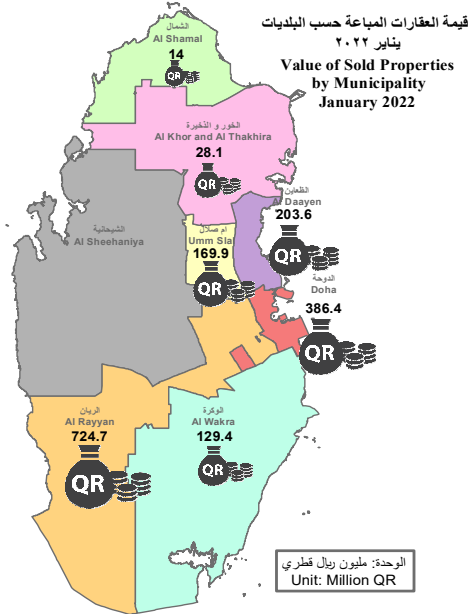 قيمة العقارات المباعة حسب البلديات
يناير ٢٠٢٢
Value of Sold Properties
by Municipality
January 2022
الشمال
Al Shamal
14
QR
الخور و الذخيرة
Al Khor and Al Thakhira
28.1
QR
الظعاين
Al Daayen
203.6
QR
الشيحانية
Al Sheehaniya
ام صلال
Umm Slal
169.9
QR
الدوحة
Doha
386.4
QR
الريان
Al Rayyan
724.7
QR
الوكرة
Al Wakra
129.4
QR
الوحدة: مليون ريال قطري
Unit: Million QR